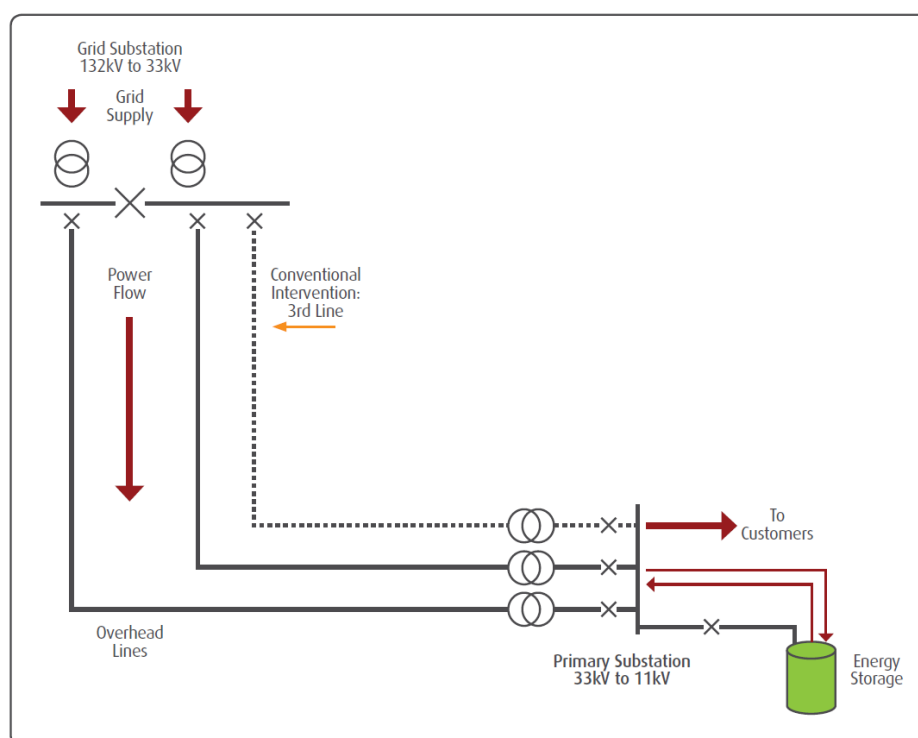 Grid Substation
132kV to 33kV
Grid
Supply
Power
Flow
Conventional
Intervention:
3rd Line
To
Customers
Overhead
Lines
Primary Substation
33kV to 11kV
Energy
Storage